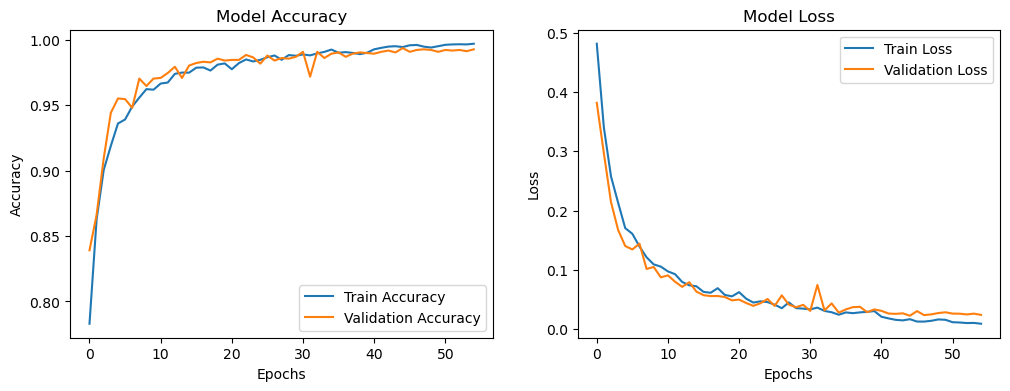 Model Accuracy
1.00
0.95
0.90
0.85
0.80
Accuracy
0 10 20 30 40 50
Epochs
Train Accuracy
Validation Accuracy
Model Loss
0.5
0.4
0.3
0.2
0.1
0.0
Loss
0 10 20 30 40 50
Epochs
Train Loss
Validation Loss